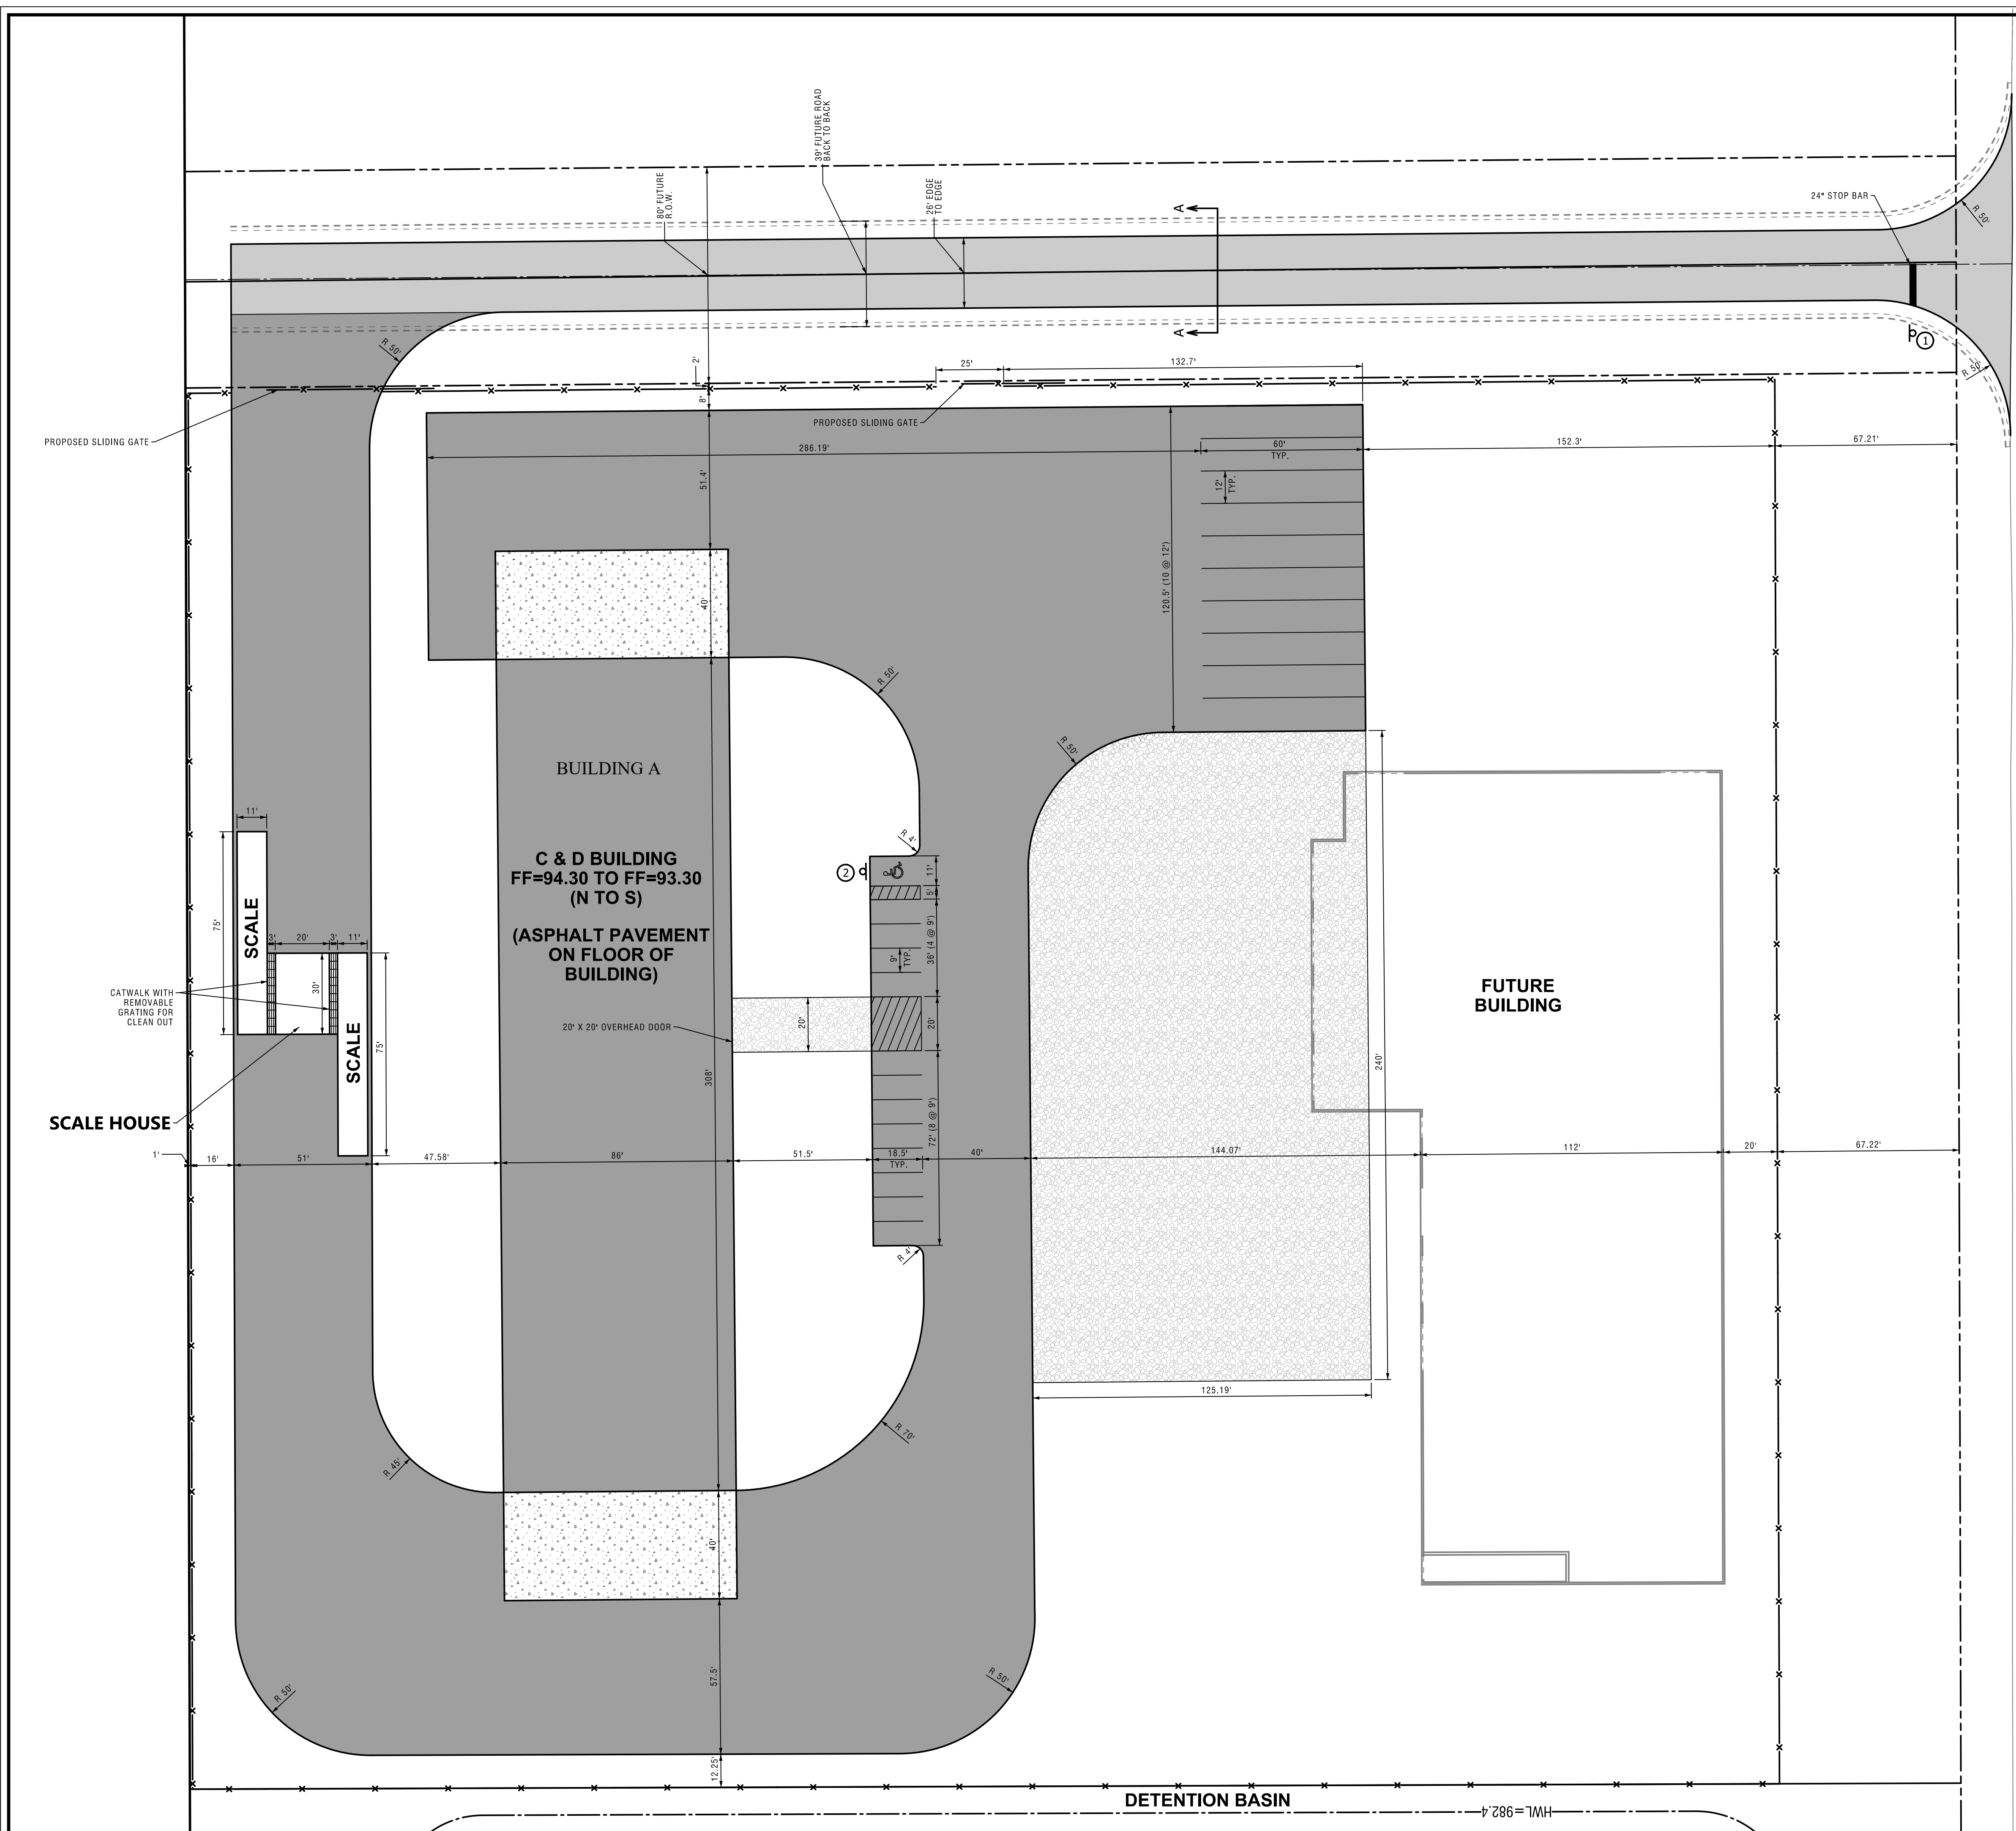 39' FUTURE ROAD
BACK TO BACK
80' FUTURE
R.O.W.
26' EDGE
TO EDGE
A
A
24" STOP BAR
R 50'
R 50'
1
R 50'
2'
8'
25'
132.7'
PROPOSED SLIDING GATE
PROPOSED SLIDING GATE
286.19'
60'
TYP.
152.3'
67.21'
51.4'
12'
TYP.
120.5' (10 @ 12')
40'
R 50'
R 50'
BUILDING A
C & D BUILDING
FF=94.30 TO FF=93.30
(N TO S)
(ASPHALT PAVEMENT
ON FLOOR OF
BUILDING)
R 4'
2
11'
5'
36' (4 @ 9')
9'
TYP.
11'
75'
SCALE
3'
20'
3'
11'
30'
CATWALK WITH
REMOVABLE
GRATING FOR
CLEAN OUT
SCALE
75'
20' X 20' OVERHEAD DOOR
20'
20'
FUTURE
BUILDING
308'
240'
72' (8 @ 9')
SCALE HOUSE
1'
16'
51'
47.58'
86'
51.5'
18.5'
TYP.
40'
144.07'
112'
20'
67.22'
R 4'
125.19'
R 45'
R 70'
40'
57.5'
R 50'
R 50'
12.25'
DETENTION BASIN
HWL=982.4